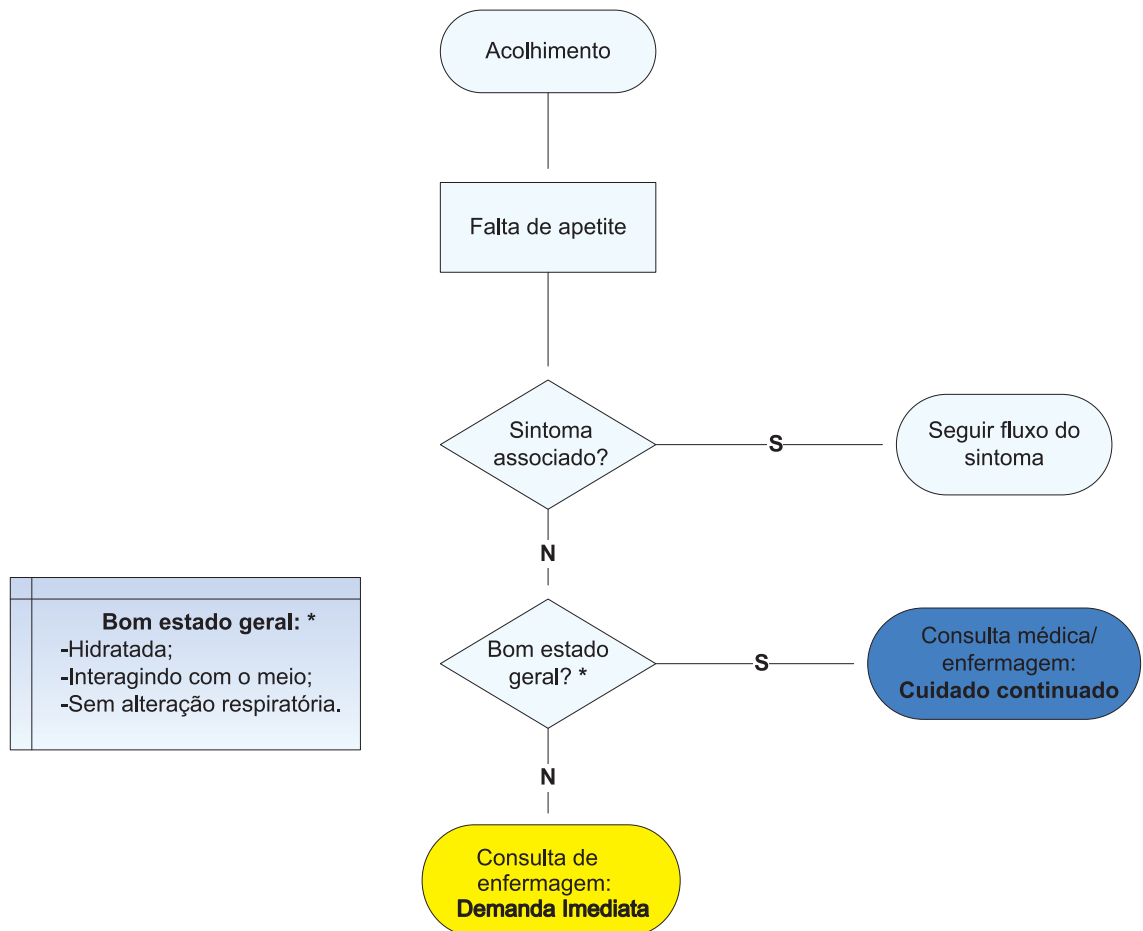 Acolhimento
Falta de apetite
Sintoma
associado?
S
Seguir fluxo do
sintoma
N
Bom estado geral: *
-Hidratada;
-Interagindo com o meio;
-Sem alteração respiratória.
Bom estado
geral? *
S
Consulta médica/
enfermagem:
Cuidado continuado
N
Consulta de
enfermagem:
Demanda Imediata